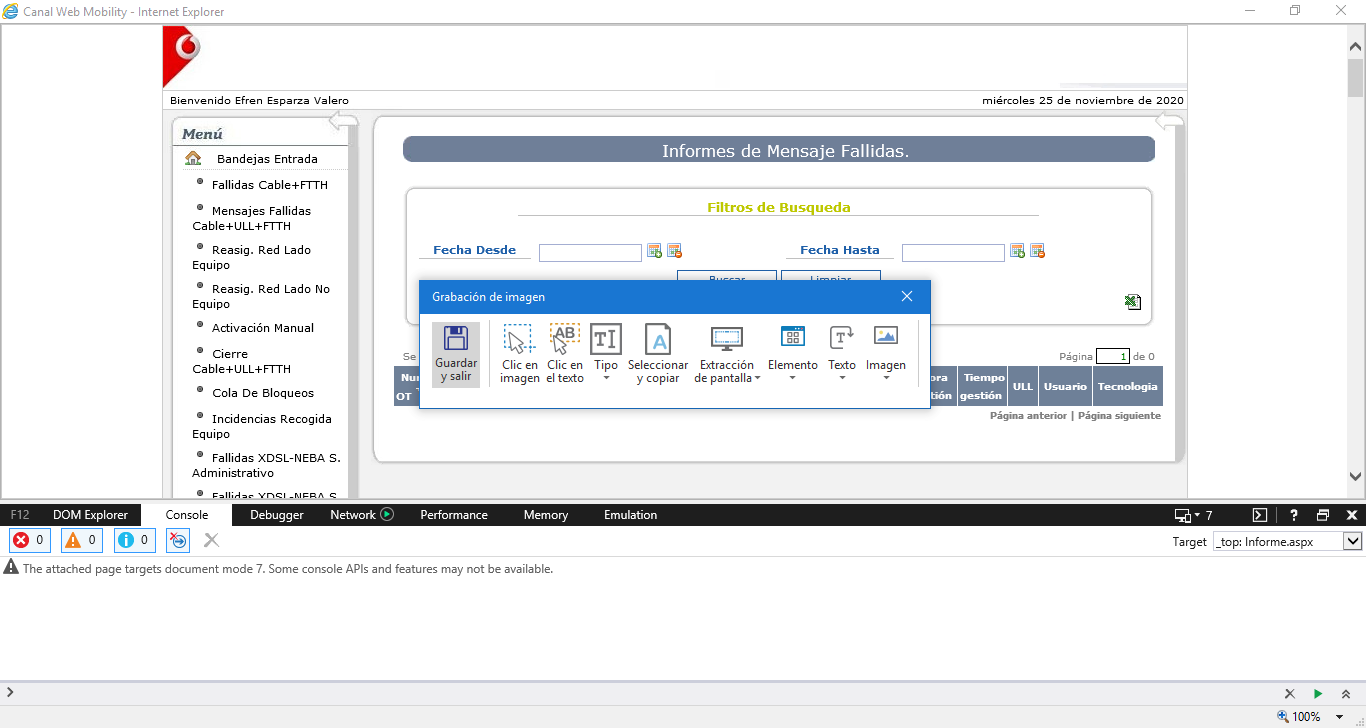 Canal Web Mobility - Internet Explorer
Bienvenido Efren Esparza Valero
miércoles 25 de noviembre de 2020
Menú
Bandejas Entrada
Fallidas Cable+FTTH
Mensajes Fallidas
Cable+ULL+FTTH
Reasig. Red Lado
Equipo
Reasig. Red Lado No
Equipo
Activación Manual
Cierre
Cable+ULL+FTTH
Cola De Bloqueos
Incidencias Recogida
Equipo
Fallidas XDSL-NEBA S.
Administrativo
Fallidas XDSL-NEBA S.
Informes de Mensaje Fallidas.
Filtros de Busqueda
Fecha Desde
Fecha Hasta
Buscar
Limpiar
Grabación de imagen
Guardar
y salir
Clic en
imagen
AB
Clic en
el texto
TI
Tipo
A
Seleccionar
y copiar
Extracción
de pantalla
Elemento
T
Texto
Imagen
Se
Página 1 de 0
OT
Tiempo
gestión
ULL
Usuario
Tecnologia
Página anterior | Página siguiente
F12 DOM Explorer Console Debugger Network Performance Memory Emulation 7 ?
0 0 0
Target _top: Informe.aspx
The attached page targets document mode 7. Some console APIs and features may not be available.
100%